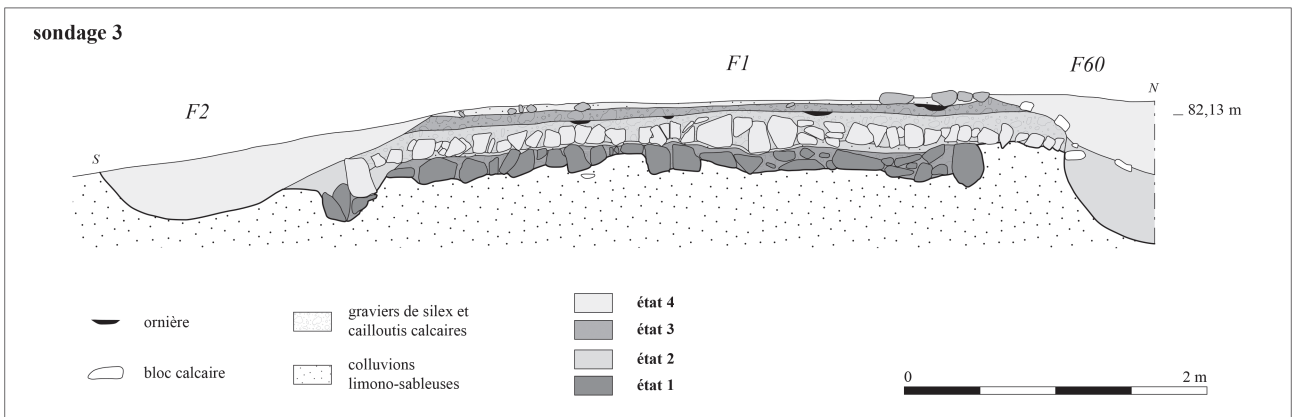 sondage 3
F2
F1
F60
S
N
82,13 m
ornière
bloc calcaire
graviers de silex et
cailloutis calcaires
colluvions
limono-sableuses
état 4
état 3
état 2
état 1
0
2 m